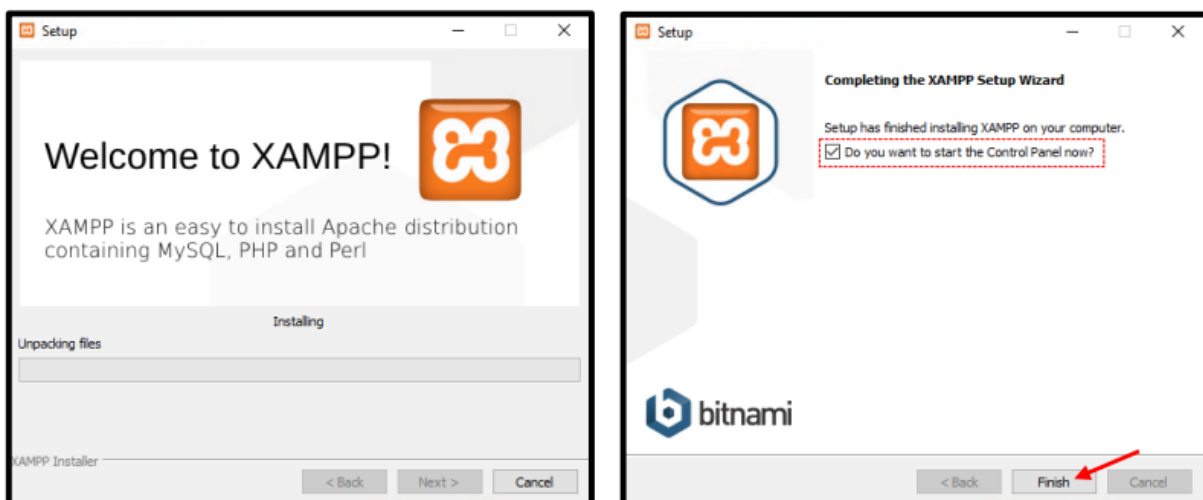 Setup
Welcome to XAMPP!
XAMPP is an easy to install Apache distribution
containing MySQL, PHP and Perl
Installing
Unpacking files
XAMPP Installer
< Back Next > Cancel
Setup
Completing the XAMPP Setup Wizard
Setup has finished installing XAMPP on your computer.
Do you want to start the Control Panel now?
bitnami
< Back Finish Cancel